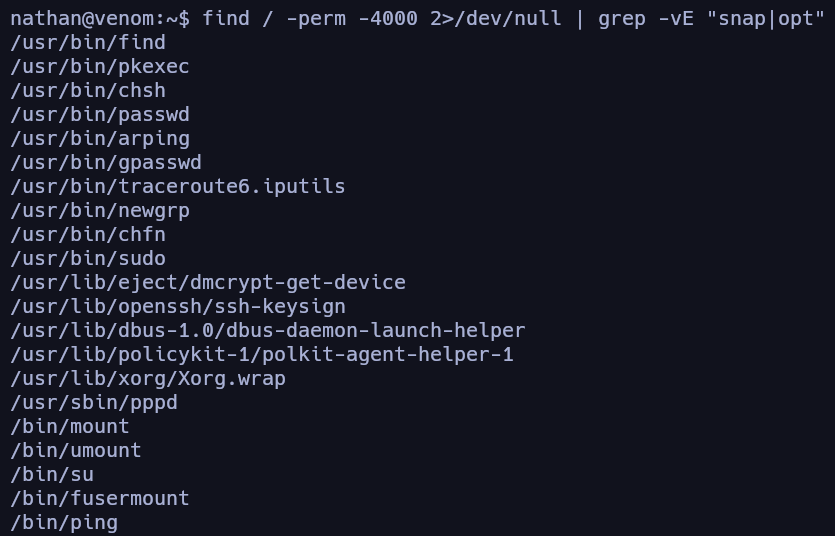 nathan@venom:~$ find / -perm -4000 2>/dev/null | grep -vE "snap|opt"
/usr/bin/find
/usr/bin/pkexec
/usr/bin/chsh
/usr/bin/passwd
/usr/bin/arping
/usr/bin/gpasswd
/usr/bin/traceroute6.iputils
/usr/bin/newgrp
/usr/bin/chfn
/usr/bin/sudo
/usr/lib/eject/dmcrypt-get-device
/usr/lib/openssh/ssh-keysign
/usr/lib/dbus-1.0/dbus-daemon-launch-helper
/usr/lib/policykit-1/polkit-agent-helper-1
/usr/lib/xorg/Xorg.wrap
/usr/sbin/pppd
/bin/mount
/bin/umount
/bin/su
/bin/fusermount
/bin/ping